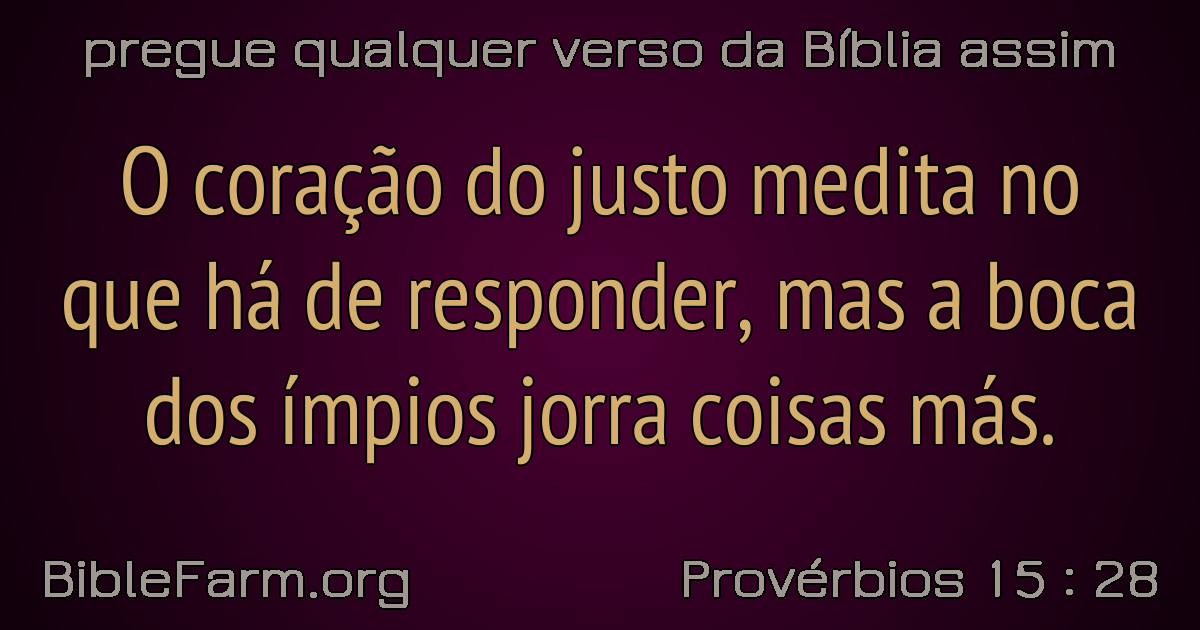 pregue qualquer verso da Bíblia assim
O coração do justo medita no
que há de responder, mas a boca
dos ímpios jorra coisas más.
BibleFarm.org
Provérbios 15 : 28